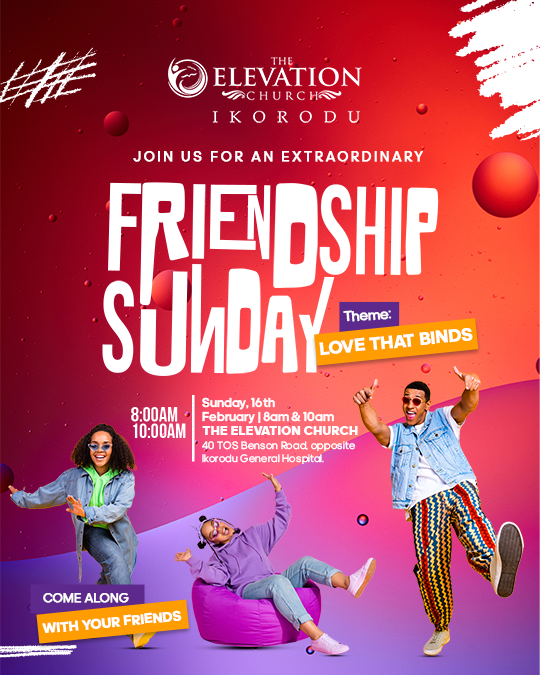 THE
ELEVATION
CHURCH
IKORODU
JOIN US FOR AN EXTRAORDINARY
FRIENDSHIP
SUNDAY
Theme:
LOVE THAT BINDS
8:00AM
10:00AM
Sunday, 16th
February | 8am & 10am
THE ELEVATION CHURCH
40 TOS Benson Road, opposite
Ikorodu General Hospital.
COME ALONG
WITH YOUR FRIENDS